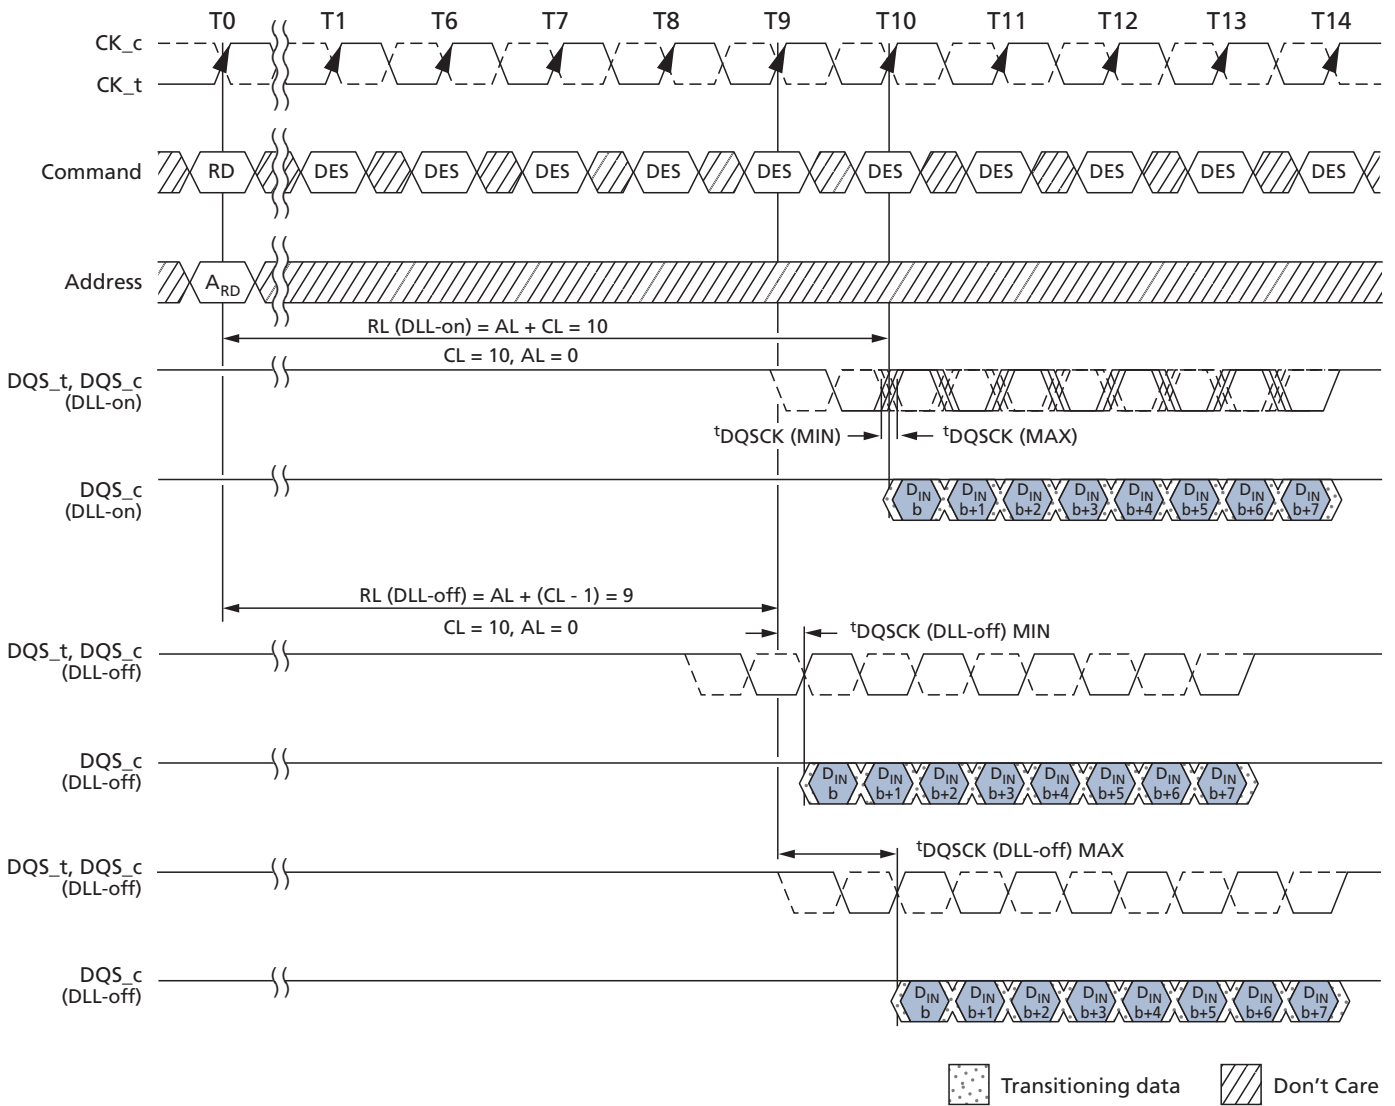 T0 T1 T6 T7 T8 T9 T10 T11 T12 T13 T14
CK_c
CK_t
Command RD DES DES DES DES DES DES DES DES DES DES
Address ARD
RL (DLL-on) = AL + CL = 10
CL = 10, AL = 0
DQS_t, DQS_c
(DLL-on)
tDQSCK (MIN) tDQSCK (MAX)
DQS_c
(DLL-on)
DIN DIN DIN DIN DIN DIN DIN DIN
b b+1 b+2 b+3 b+4 b+5 b+6 b+7
RL (DLL-off) = AL + (CL - 1) = 9
CL = 10, AL = 0
tDQSCK (DLL-off) MIN
DQS_t, DQS_c
(DLL-off)
DQS_c
(DLL-off)
DIN DIN DIN DIN DIN DIN DIN DIN
b b+1 b+2 b+3 b+4 b+5 b+6 b+7
tDQSCK (DLL-off) MAX
DQS_t, DQS_c
(DLL-off)
DQS_c
(DLL-off)
DIN DIN DIN DIN DIN DIN DIN DIN
b b+1 b+2 b+3 b+4 b+5 b+6 b+7
Transitioning data Don't Care